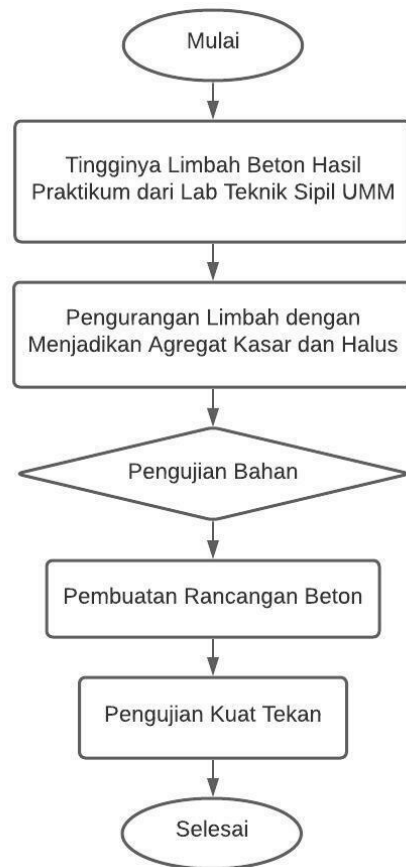 Mulai
Tingginya Limbah Beton Hasil
Praktikum dari Lab Teknik Sipil UMM
Pengurangan Limbah dengan
Menjadikan Agregat Kasar dan Halus
Pengujian Bahan
Pembuatan Rancangan Beton
Pengujian Kuat Tekan
Selesai